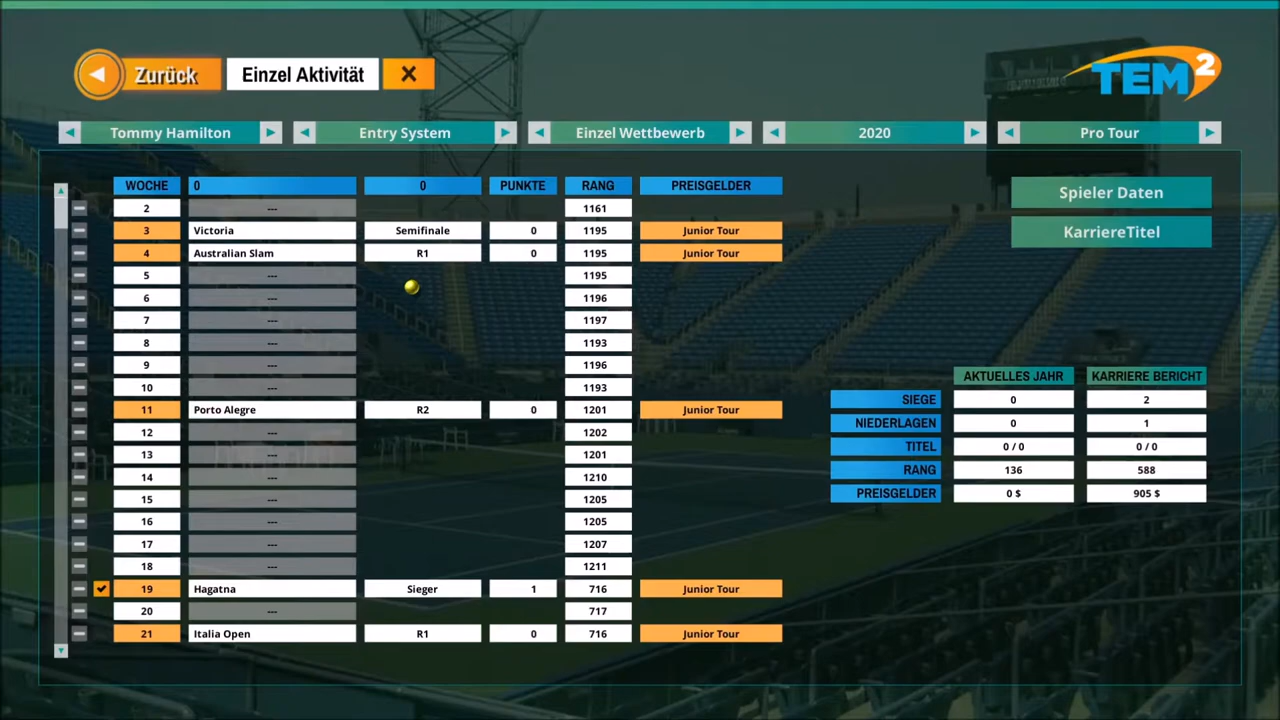 Zurück Einzel Aktivität ✕ TEM2
Tommy Hamilton Entry System Einzel Wettbewerb 2020 Pro Tour
WOCHE 0 0 PUNKTE RANG PREISGELDER
2 --- 1161
3 Victoria Semifinale 0 1195 Junior Tour
4 Australian Slam R1 0 1195 Junior Tour
5 --- 1195
6 --- 1196
7 --- 1197
8 --- 1193
9 --- 1196
10 --- 1193
11 Porto Alegre R2 0 1201 Junior Tour
12 --- 1202
13 --- 1201
14 --- 1210
15 --- 1205
16 --- 1205
17 --- 1207
18 --- 1211
19 Hagatna Sieger 1 716 Junior Tour
20 --- 717
21 Italia Open R1 0 716 Junior Tour
Spieler Daten
KarriereTitel
AKTUELLES JAHR KARRIERE BERICHT
SIEGE 0 2
NIEDERLAGEN 0 1
TITEL 0 / 0 0 / 0
RANG 136 588
PREISGELDER 0 $ 905 $